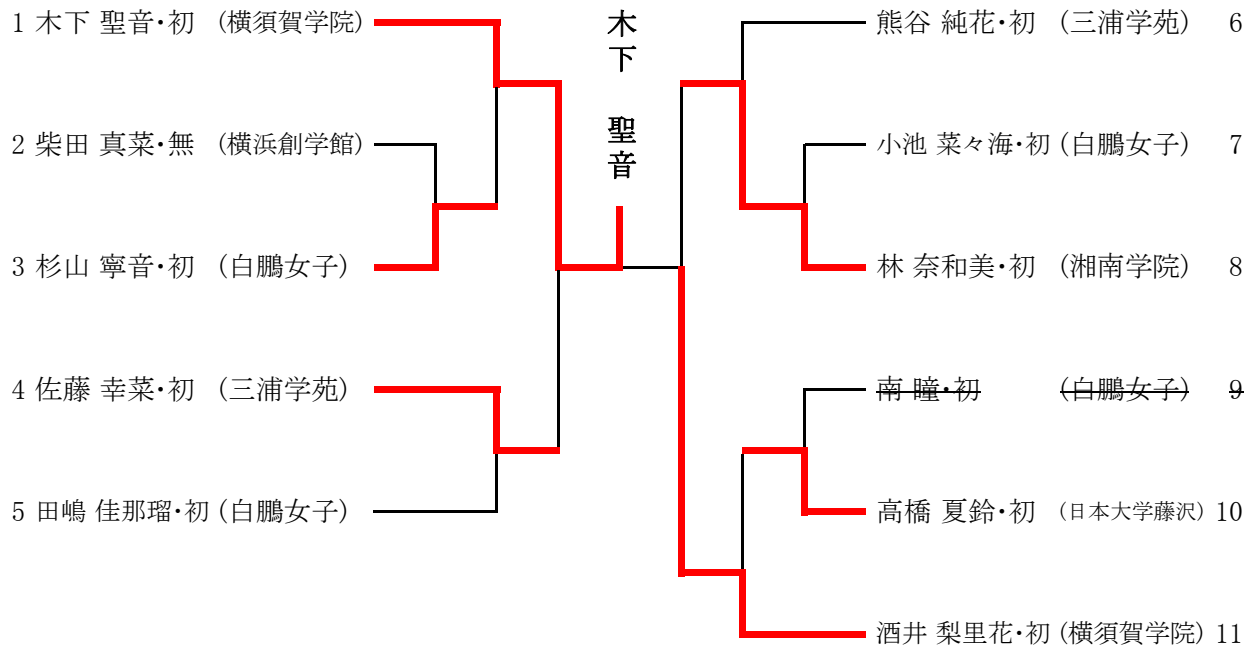 1 木下 聖音・初 (横須賀学院)
2 柴田 真菜・無 (横浜創学館)
3 杉山 寧音・初 (白鵬女子)
4 佐藤 幸菜・初 (三浦学苑)
5 田嶋 佳那瑠・初 (白鵬女子)
木下 聖音
熊谷 純花・初 (三浦学苑) 6
小池 菜々海・初 (白鵬女子) 7
林 奈和美・初 (湘南学院) 8
南 瞳・初 (白鵬女子) 9
高橋 夏鈴・初 (日本大学藤沢) 10
酒井 梨里花・初 (横須賀学院) 11